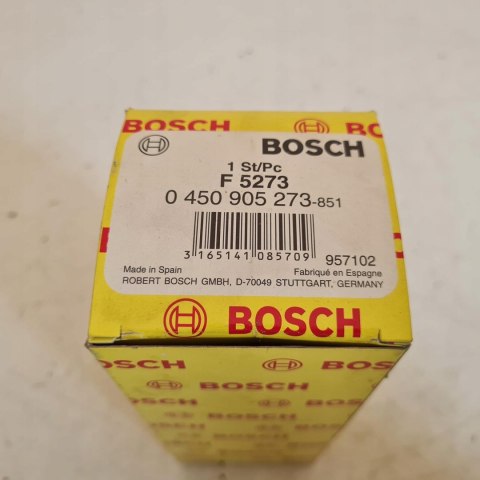 BOSCH
BOSCH
1 St/Pc
F 5273
0 450 905 273-851
3 165141 085709
957102
Made in Spain
Fabriqué en Espagne
ROBERT BOSCH GMBH, D-70049 STUTTGART, GERMANY
BOSCH
BOSCH
BOSCH
BOSCH
BOSCH